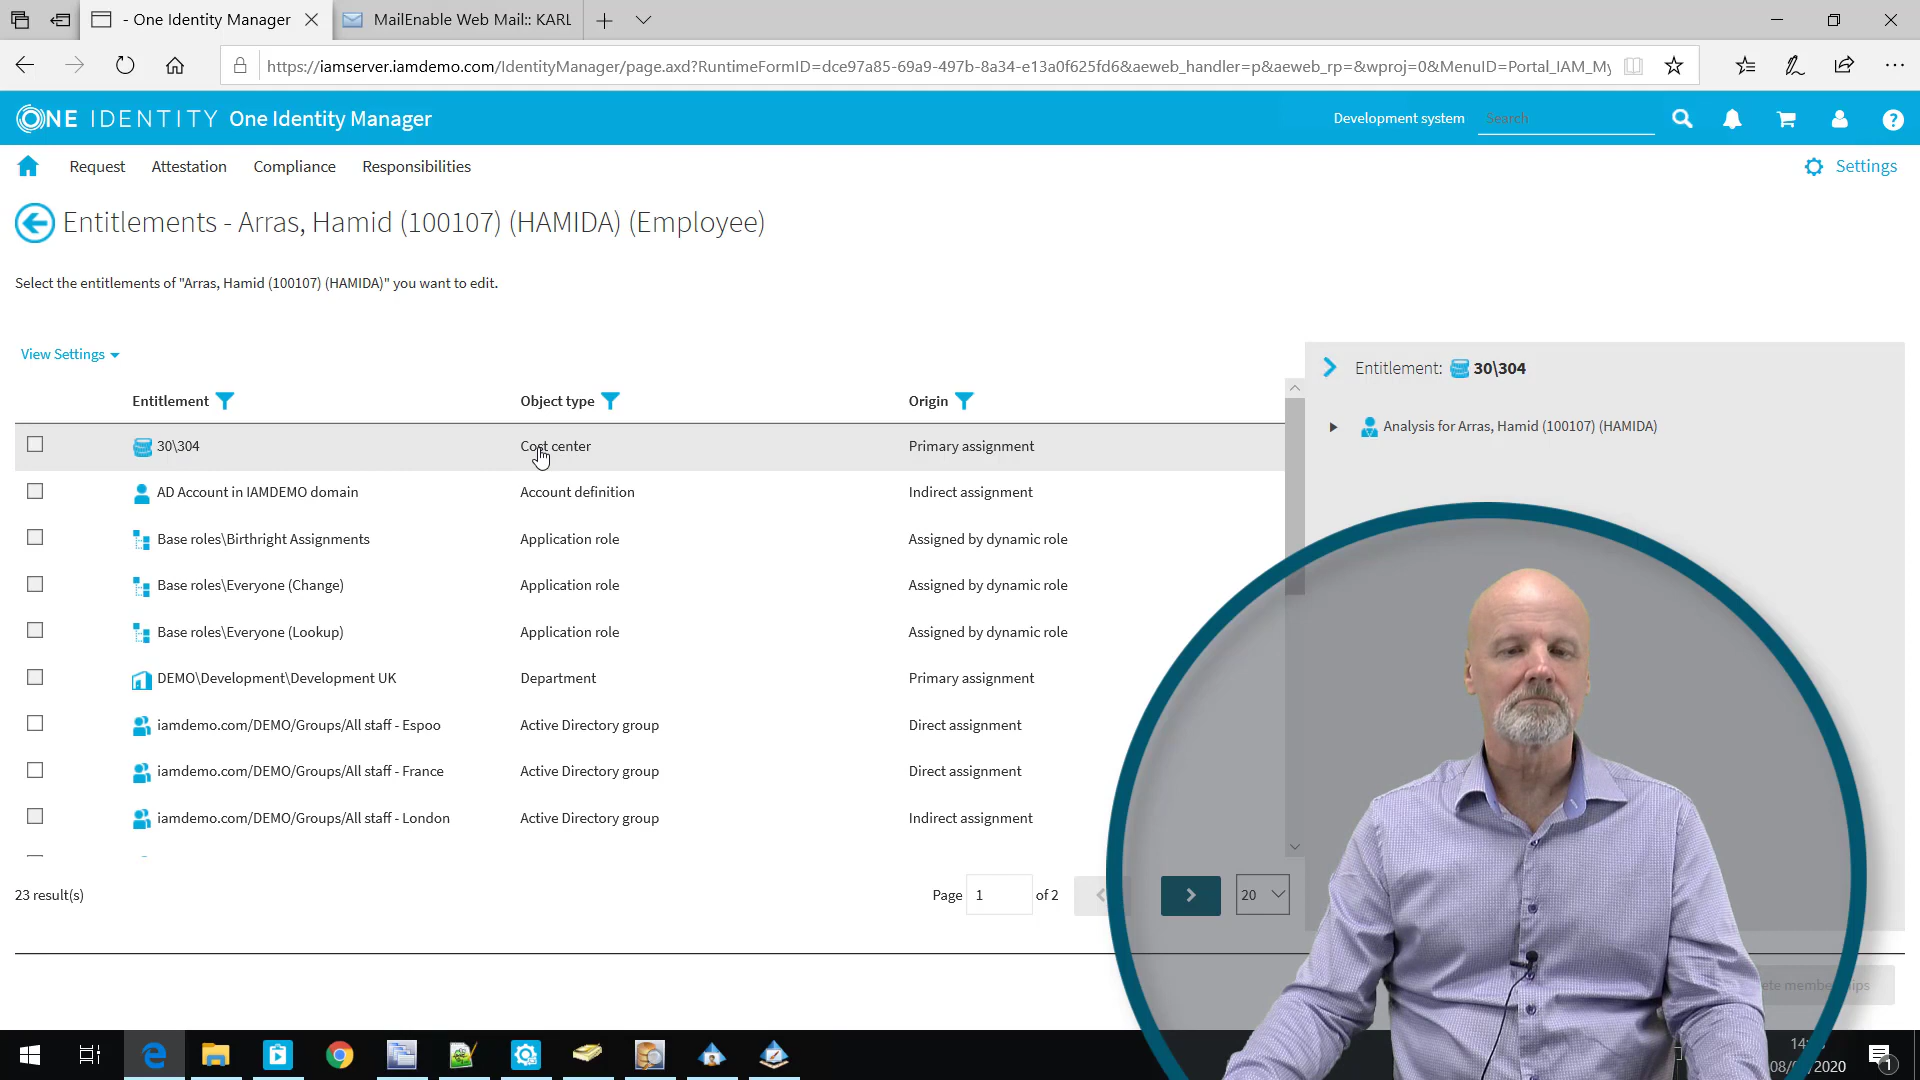 - One Identity Manager
MailEnable Web Mail:: KARL
https://iamserver.iamdemo.com/IdentityManager/page.axd?RuntimeFormID=dce97a85-69a9-497b-8a34-e13a0f625fd6&aeweb_handler=p&aeweb_rp=&wproj=0&MenuID=Portal_IAM_My
ONE IDENTITY One Identity Manager
Development system
Search
Request
Attestation
Compliance
Responsibilities
Settings
Entitlements - Arras, Hamid (100107) (HAMIDA) (Employee)
Select the entitlements of "Arras, Hamid (100107) (HAMIDA)" you want to edit.
View Settings
Entitlement Object type Origin
30\304 Cost center Primary assignment
AD Account in IAMDEMO domain Account definition Indirect assignment
Base roles\Birthright Assignments Application role Assigned by dynamic role
Base roles\Everyone (Change) Application role Assigned by dynamic role
Base roles\Everyone (Lookup) Application role Assigned by dynamic role
DEMO\Development\Development UK Department Primary assignment
iamdemo.com/DEMO/Groups/All staff - Espoo Active Directory group Direct assignment
iamdemo.com/DEMO/Groups/All staff - France Active Directory group Direct assignment
iamdemo.com/DEMO/Groups/All staff - London Active Directory group Indirect assignment
23 result(s)
Page 1 of 2
20
Entitlement: 30\304
Analysis for Arras, Hamid (100107) (HAMIDA)
memberships
1